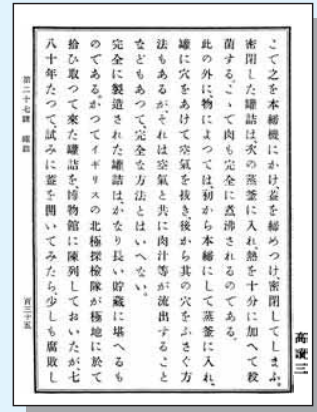 高讀三
こで之を本締機にかけ、蓋を締めつけ、密閉してしまふ。
密閉した罐詰は、次の蒸釜に入れ、熱を十分に加へて殺
菌する。こゝで肉も完全に煮沸されるのである。
此の外に、物によつては、初から本締にして蒸釜に入れ、
罐に穴をあけて空氣を拔き、後から其の穴をふさぐ方
法もあるが、それは空氣と共に肉汁等が流出すること
などもあつて、完全な方法とはいへない。
完全に製造された罐詰は、かなり長い貯藏に堪へるも
のである。かつてイギリスの北極探檢隊が極地に於て
拾ひ取つて來た罐詰を、博物館に陳列しておいたが、七
八十年たつて、試みに蓋を開いてみたら、少しも腐敗し
第二十七課 罐詰
百三十五